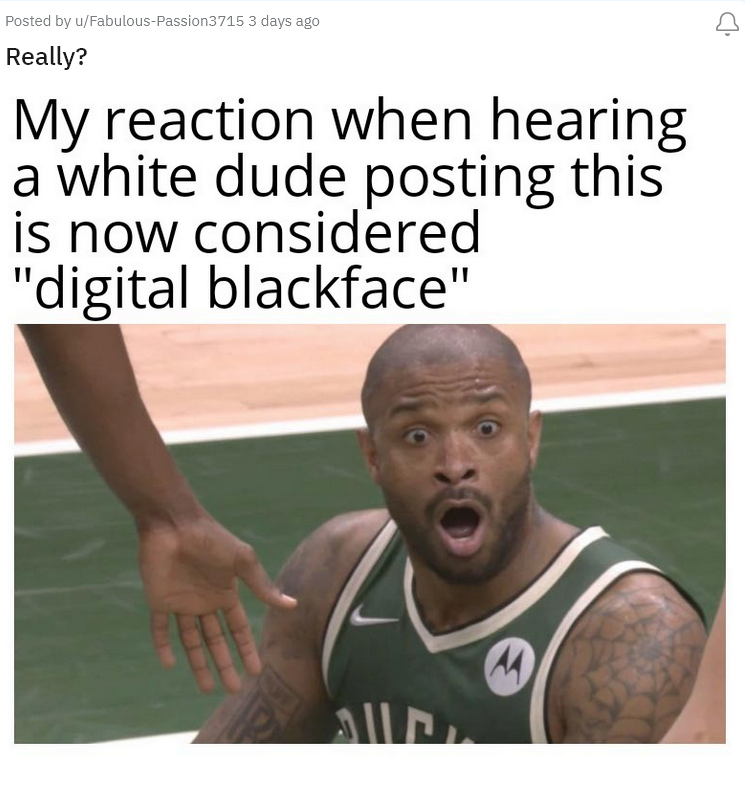 Posted by u/Fabulous-Passion3715 3 days ago
Really?
My reaction when hearing
a white dude posting this
is now considered
"digital blackface"
BUCK